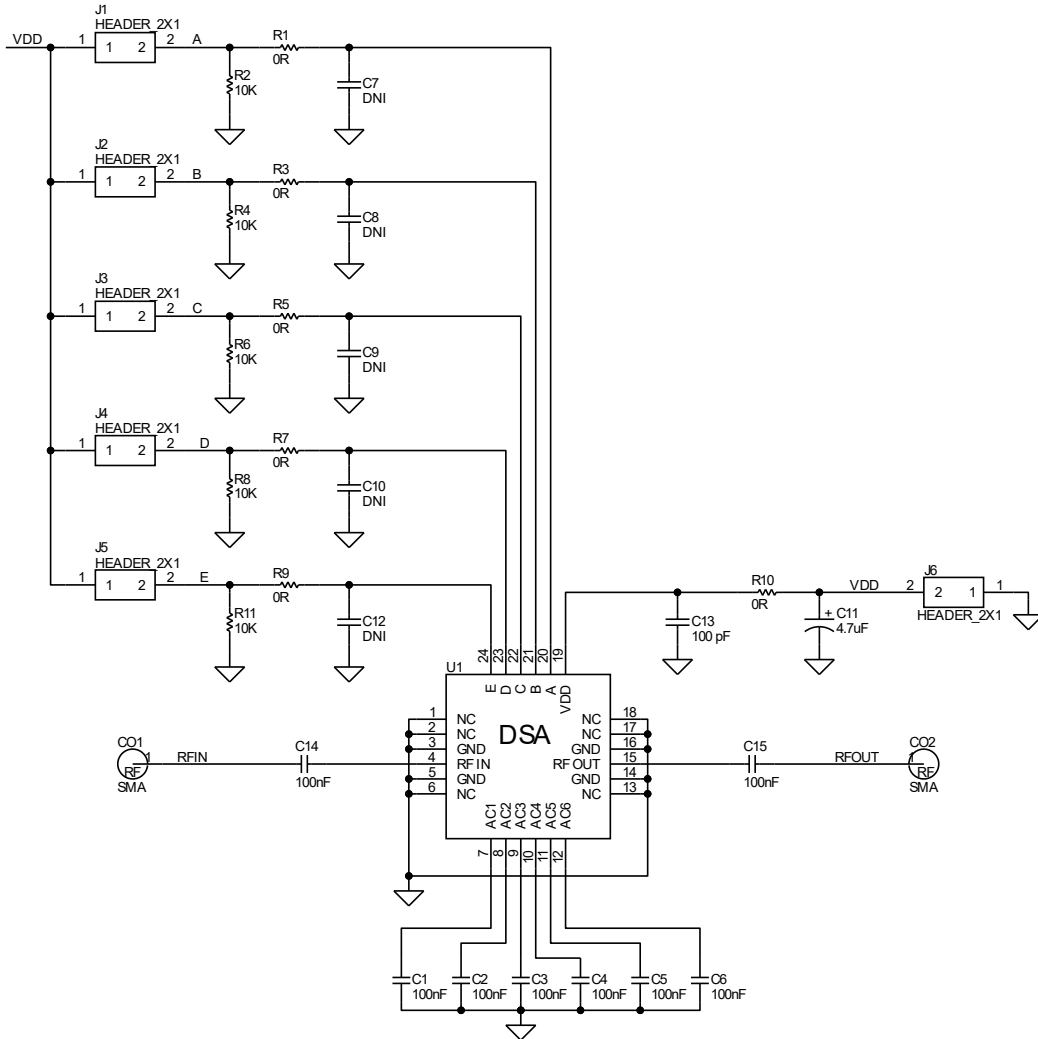 J1
HEADER_2X1
VDD 1 1 2 2 A R1
0R
R2
10K
C7
DNI
J2
HEADER_2X1
1 1 2 2 B R3
0R
R4
10K
C8
DNI
J3
HEADER_2X1
1 1 2 2 C R5
0R
R6
10K
C9
DNI
J4
HEADER_2X1
1 1 2 2 D R7
0R
R8
10K
C10
DNI
J5
HEADER_2X1
1 1 2 2 E R9
0R
R11
10K
C12
DNI
R10
0R
VDD 2 2 1 1
J6
HEADER_2X1
C13
100 pF
+ C11
4.7uF
24 23 22 21 20 19
U1
E D C B A VDD
DSA
1 NC NC 18
2 NC NC 17
3 GND GND 16
4 RFIN RFOUT 15
5 GND GND 14
6 NC NC 13
CO1
1
RF
SMA
RFIN
C14
100nF
C15
100nF
RFOUT
CO2
1
RF
SMA
AC1 AC2 AC3 AC4 AC5 AC6
7 8 9 10 11 12
C1
100nF
C2
100nF
C3
100nF
C4
100nF
C5
100nF
C6
100nF